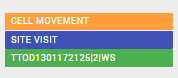 CELL MOVEMENT
SITE VISIT
TTOD1301172125|2|WS